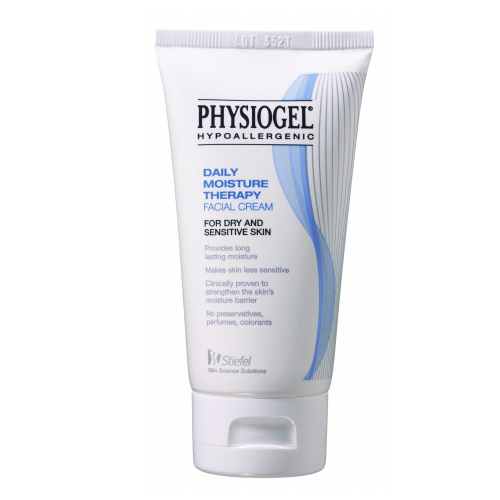 LOT 352T
PHYSIOGEL®
HYPOALLERGENIC
DAILY
MOISTURE
THERAPY
FACIAL CREAM
FOR DRY AND
SENSITIVE SKIN
Provides long
lasting moisture
Makes skin less sensitive
Clinically proven to
strengthen the skin's
moisture barrier
No preservatives,
perfumes, colorants
Stiefel
Skin Science Solutions